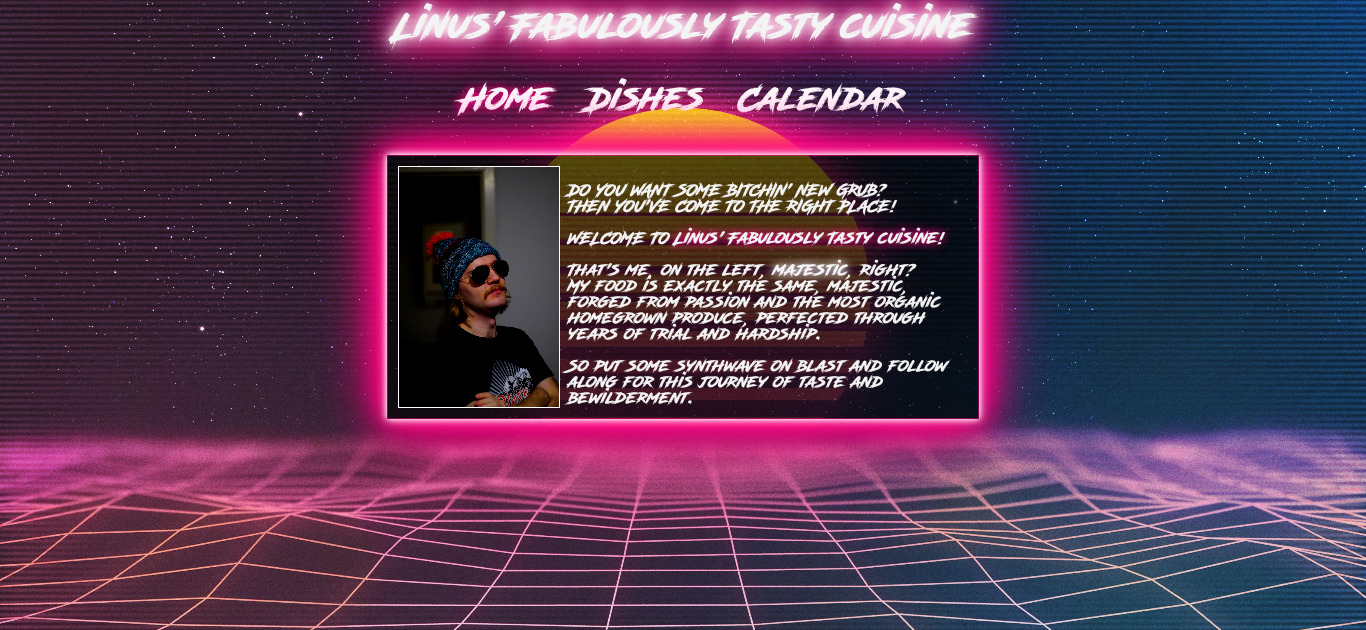 Linus' Fabulously Tasty Cuisine
Home Dishes Calendar
Do you want some bitchin' new grub?
Then you've come to the right place!
Welcome to Linus' Fabulously Tasty Cuisine!
That's me, on the left, majestic, right?
My food is exactly the same, majestic,
forged from passion and the most organic
homegrown produce, perfected through
years of trial and hardship.
So put some synthwave on blast and follow
along for this journey of taste and
bewilderment.